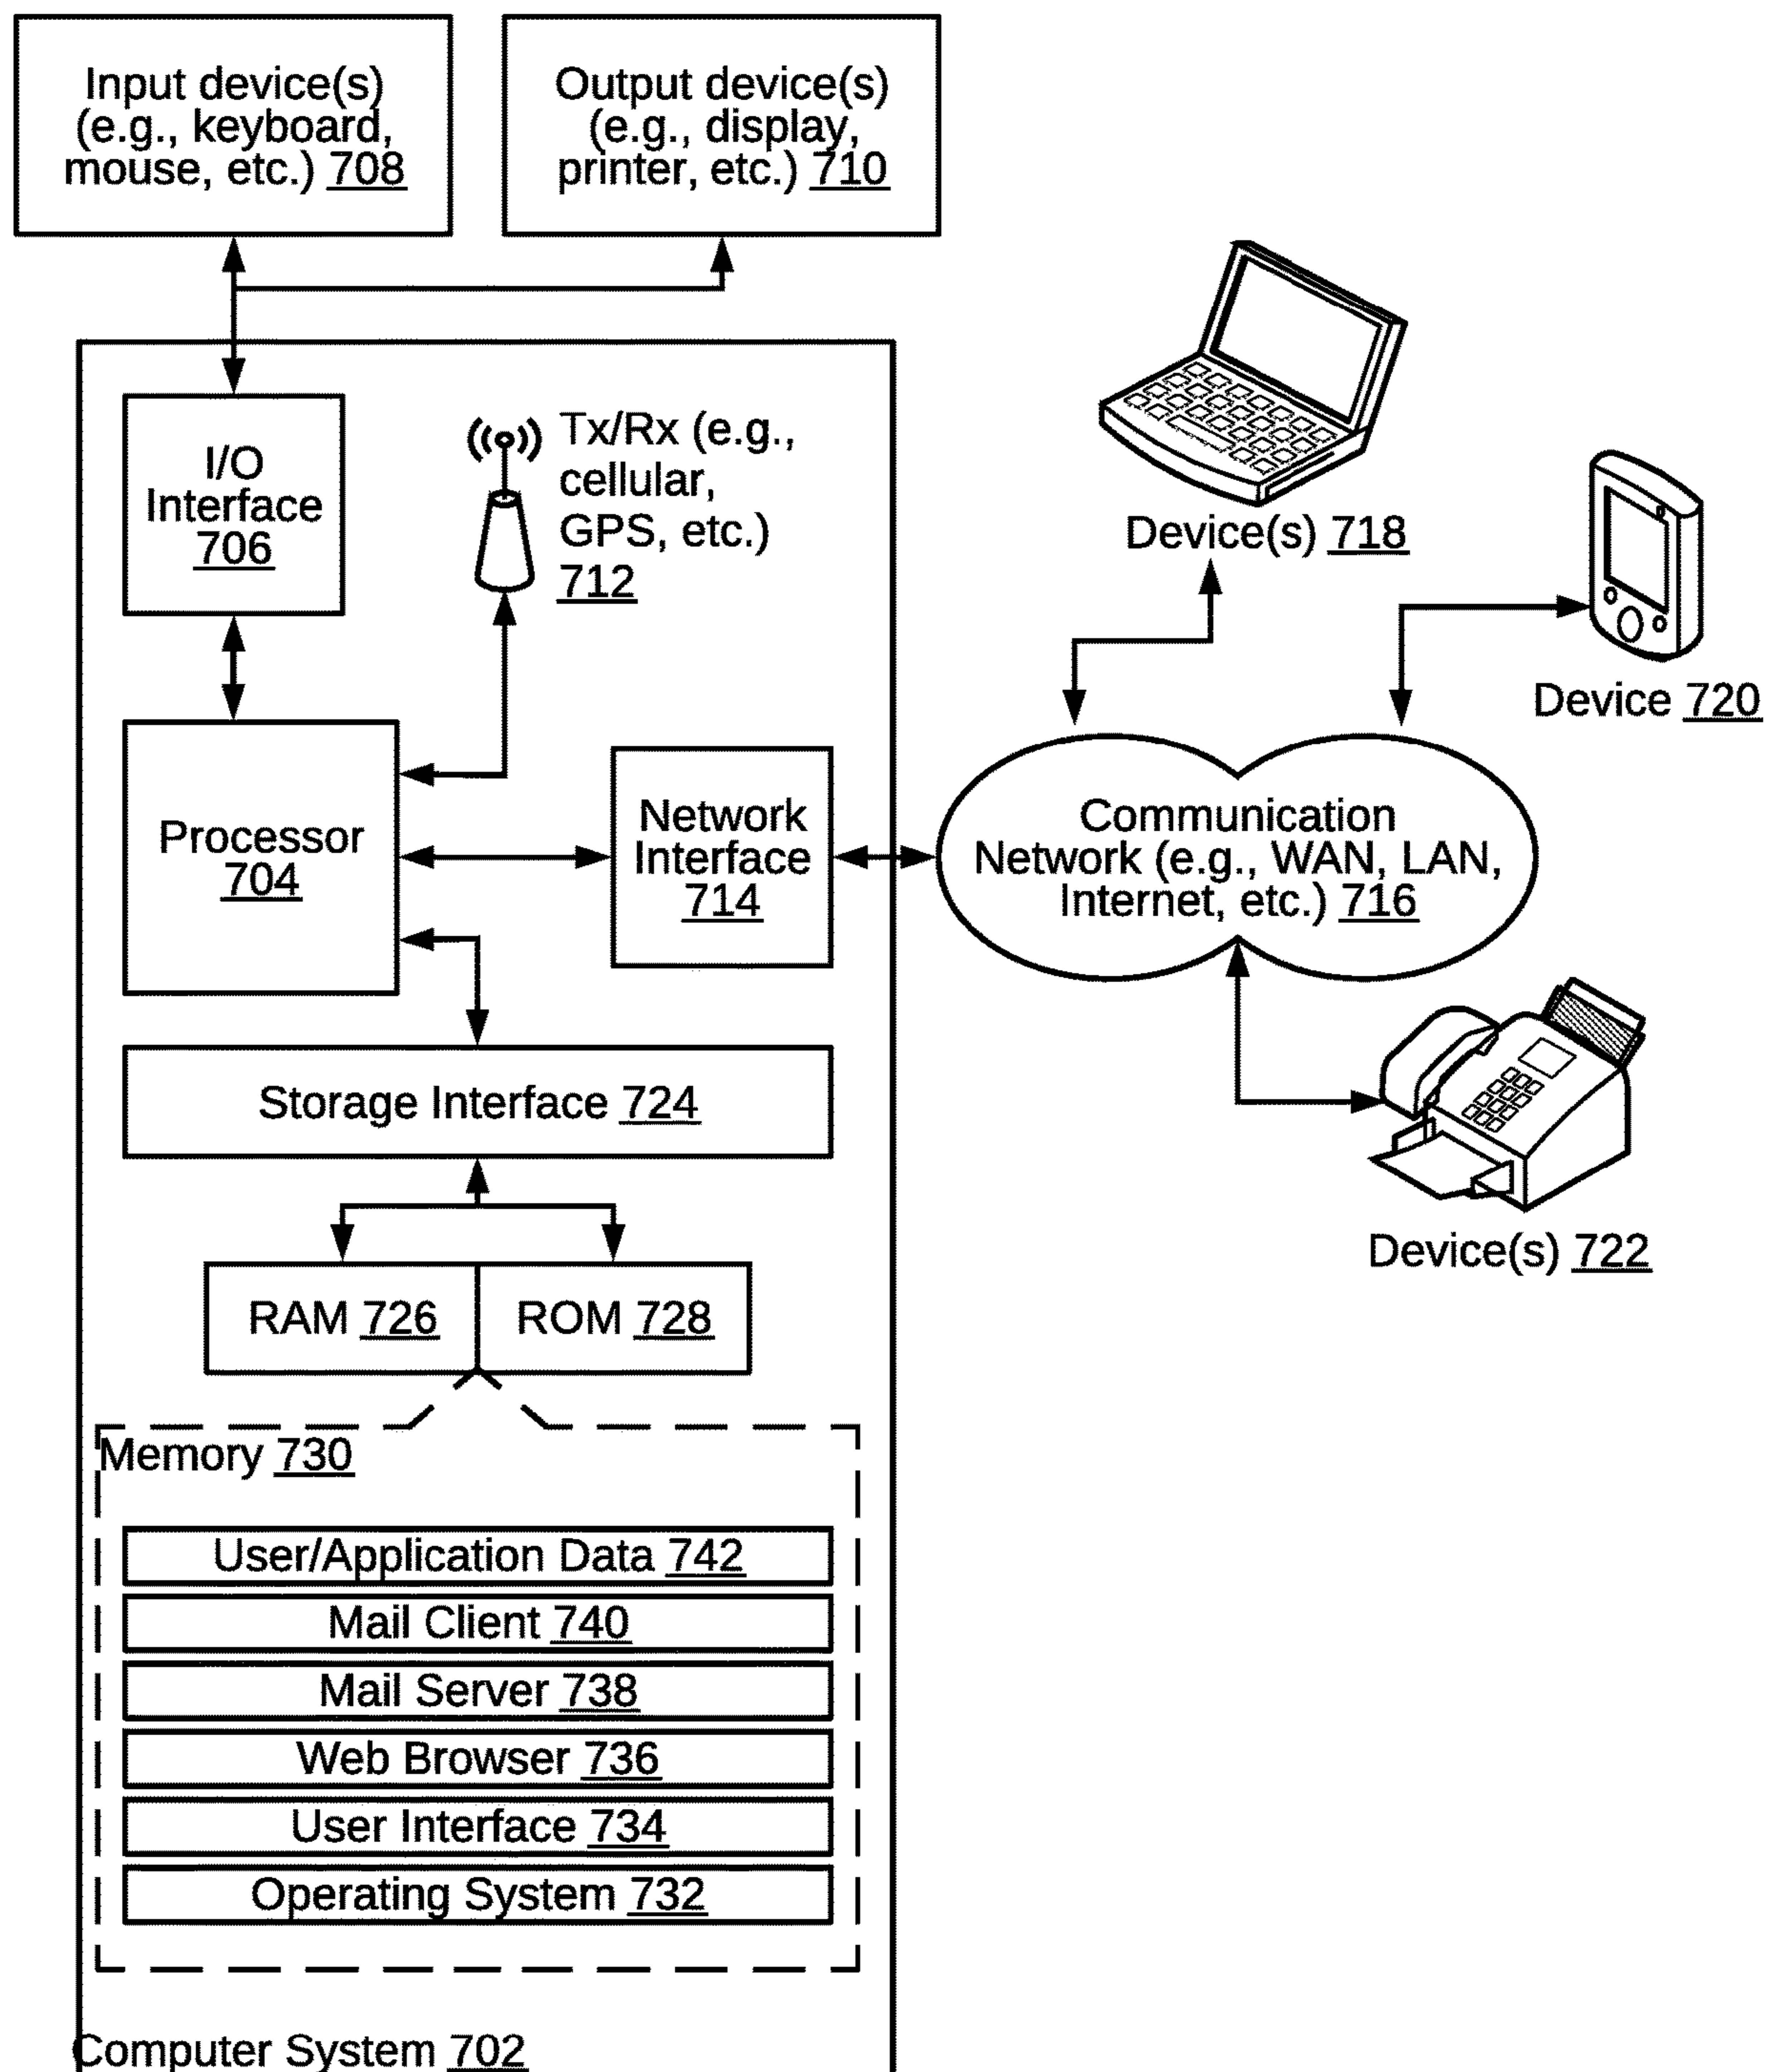 Input device(s)
(e.g., keyboard,
mouse, etc.) 708
Output device(s)
(e.g., display,
printer, etc.) 710
I/O
Interface
706
Tx/Rx (e.g.,
cellular,
GPS, etc.)
712
Device(s) 718
Device 720
Processor
704
Network
Interface
714
Communication
Network (e.g., WAN, LAN,
Internet, etc.) 716
Storage Interface 724
Device(s) 722
RAM 726
ROM 728
Memory 730
User/Application Data 742
Mail Client 740
Mail Server 738
Web Browser 736
User Interface 734
Operating System 732
Computer System 702